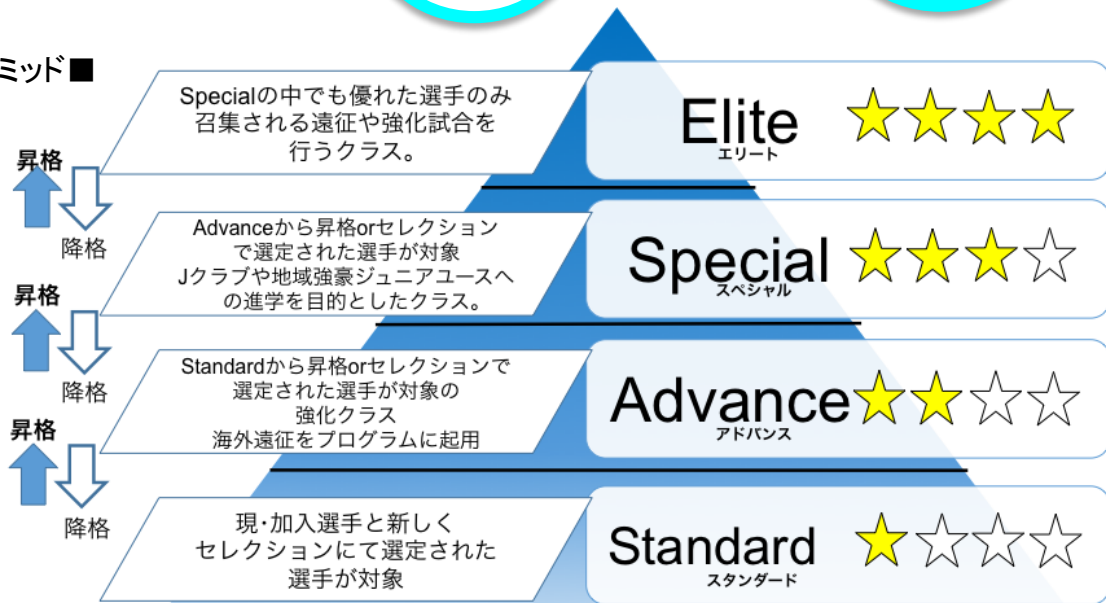 ミッド■
Specialの中でも優れた選手のみ
召集される遠征や強化試合を
行うクラス。
Elite
エリート
昇格
降格
Advanceから昇格orセレクション
で選定された選手が対象
Jクラブや地域強豪ジュニアユースへ
の進学を目的としたクラス。
Special
スペシャル
昇格
降格
Standardから昇格orセレクションで
選定された選手が対象の
強化クラス
海外遠征をプログラムに起用
Advance
アドバンス
昇格
降格
現・加入選手と新しく
セレクションにて選定された
選手が対象
Standard
スタンダード